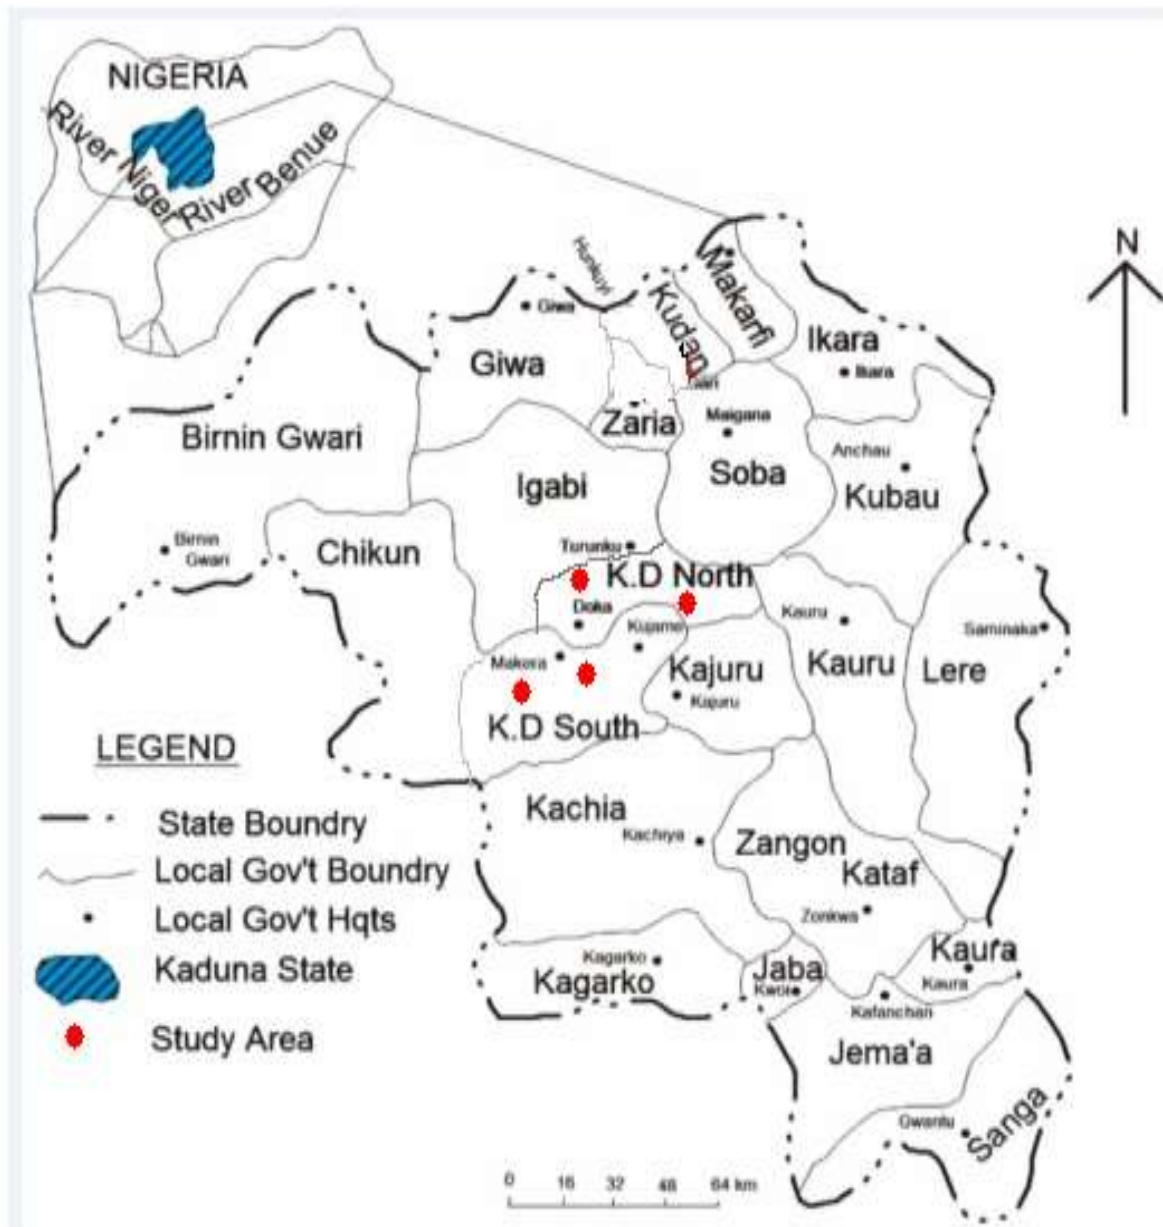 NIGERIA
River Niger
River Benue
N
Hunkuyi
Makarfi
Kudan
Giwa
Giwa
Ikara
Ikara
Zaria
Maigana
Soba
Birnin Gwari
Igabi
Anchau
Kubau
Birnin
Gwari
Chikun
Turunku
K.D North
Doka
Kujama
Kauru
Kauru
Saminaka
Lere
Makera
Kajuru
Kajuru
K.D South
LEGEND
State Boundry
Local Gov't Boundry
Local Gov't Hqts
Kaduna State
Study Area
Kachia
Kachiya
Zangon
Kataf
Zonkwa
Kagarko
Kagarko
Jaba
Kwoi
Kaura
Kaura
Kafanchan
Jema'a
Gwantu
Sanga
0 16 32 48 64 km